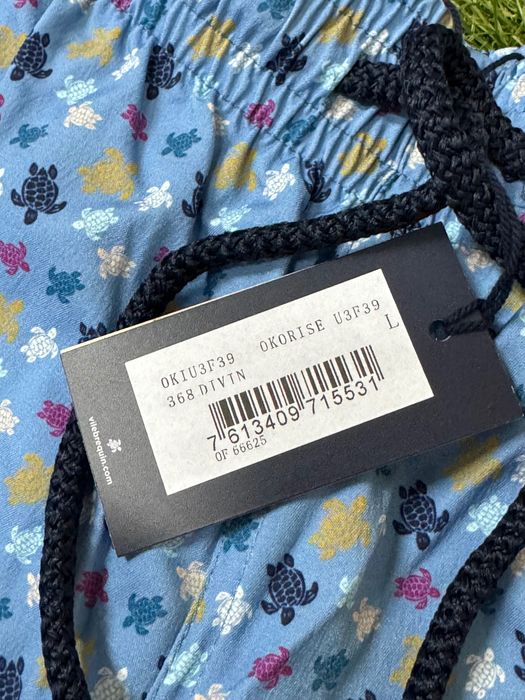 OKIU3F39 OKORISE U3F39
368 DIVIN L
7 613409 715531
OF 66625
vilebrequin.com